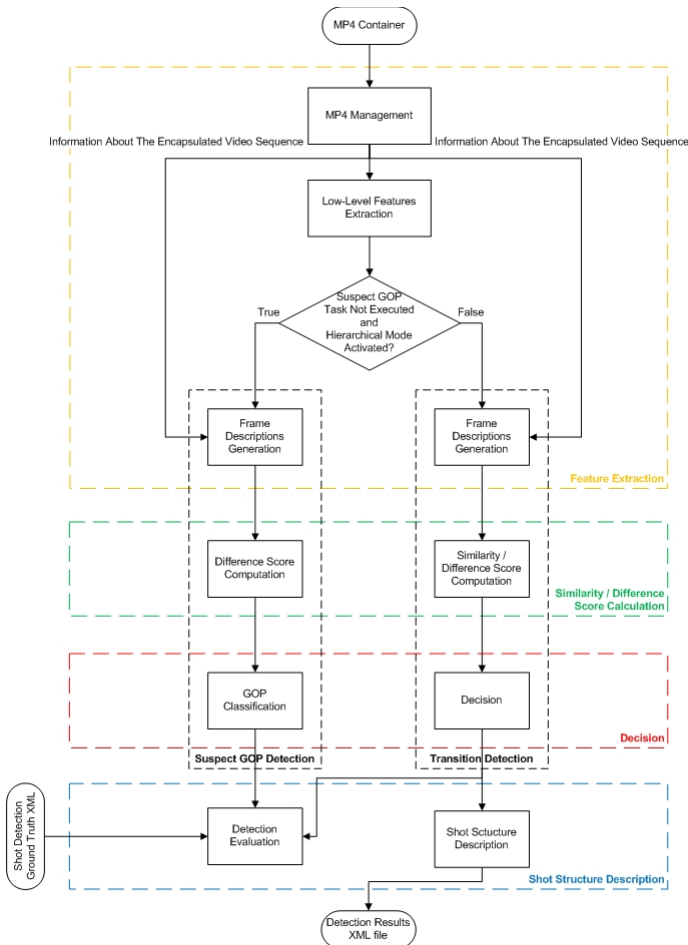 MP4 Container
MP4 Management
Information About The Encapsulated Video Sequence
Information About The Encapsulated Video Sequence
Low-Level Features
Extraction
Suspect GOP
Task Not Executed
and
Hierarchical Mode
Activated?
True
False
Frame
Descriptions
Generation
Frame
Descriptions
Generation
Feature Extraction
Difference Score
Computation
Similarity /
Difference Score
Computation
Similarity / Difference
Score Calculation
GOP
Classification
Decision
Decision
Suspect GOP Detection
Transition Detection
Shot Detection
Ground Truth XML
Detection
Evaluation
Shot Sctucture
Description
Shot Structure Description
Detection Results
XML file